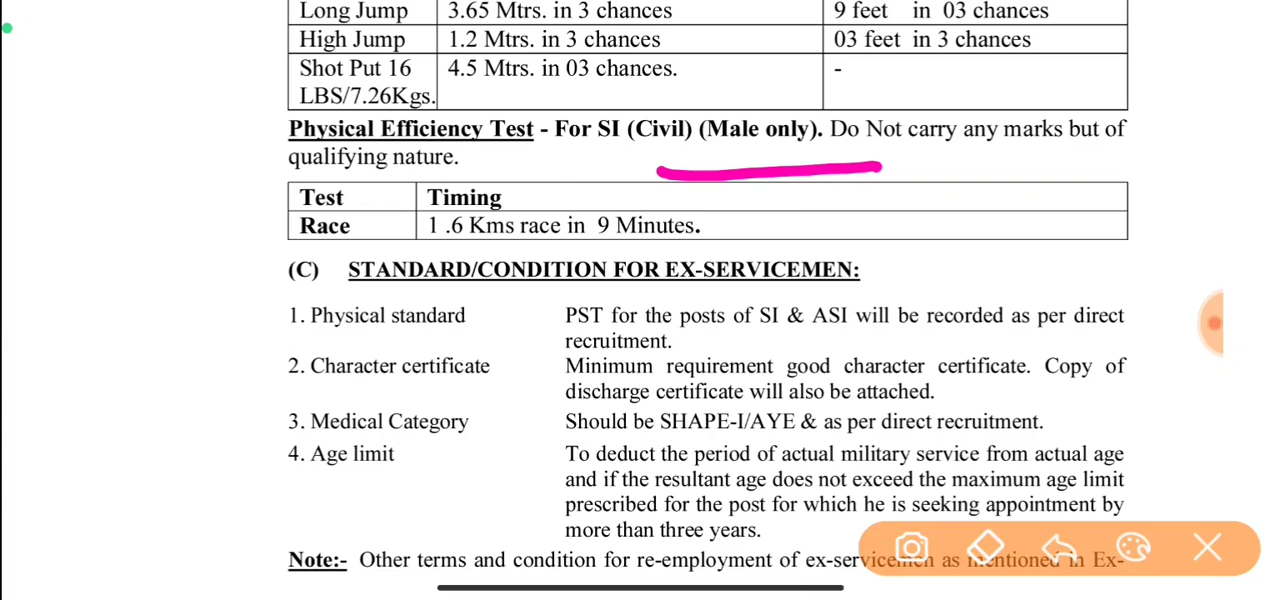 Long Jump 3.65 Mtrs. in 3 chances 9 feet in 03 chances
High Jump 1.2 Mtrs. in 3 chances 03 feet in 3 chances
Shot Put 16 4.5 Mtrs. in 03 chances. -
LBS/7.26Kgs.
Physical Efficiency Test - For SI (Civil) (Male only). Do Not carry any marks but of
qualifying nature.
Test Timing
Race 1 .6 Kms race in 9 Minutes.
(C) STANDARD/CONDITION FOR EX-SERVICEMEN:
1. Physical standard PST for the posts of SI & ASI will be recorded as per direct
recruitment.
2. Character certificate Minimum requirement good character certificate. Copy of
discharge certificate will also be attached.
3. Medical Category Should be SHAPE-I/AYE & as per direct recruitment.
4. Age limit To deduct the period of actual military service from actual age
and if the resultant age does not exceed the maximum age limit
prescribed for the post for which he is seeking appointment by
more than three years.
Note:- Other terms and condition for re-employment of ex-servicemen as mentioned in Ex-